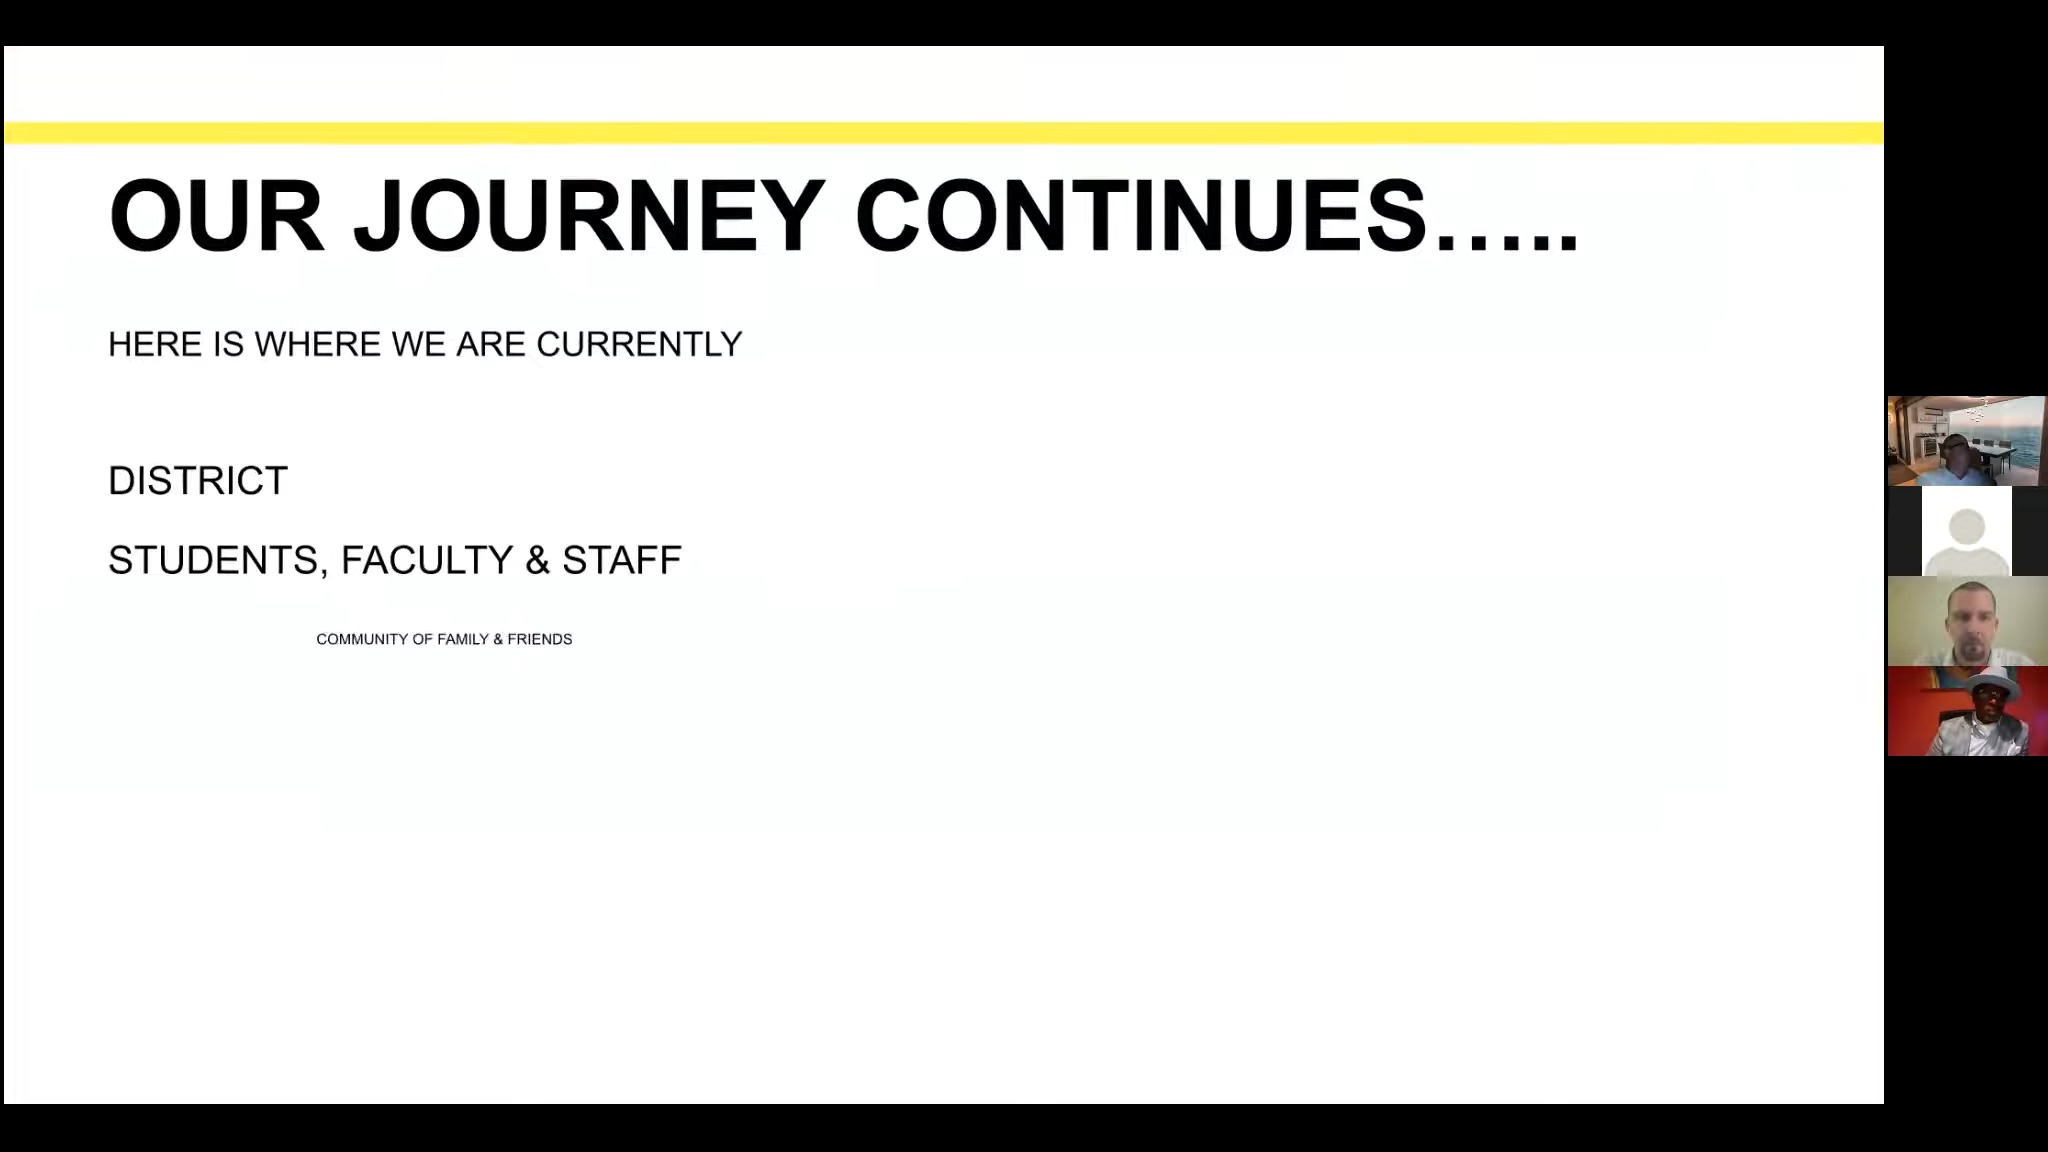 OUR JOURNEY CONTINUES…..
HERE IS WHERE WE ARE CURRENTLY
DISTRICT
STUDENTS, FACULTY & STAFF
COMMUNITY OF FAMILY & FRIENDS